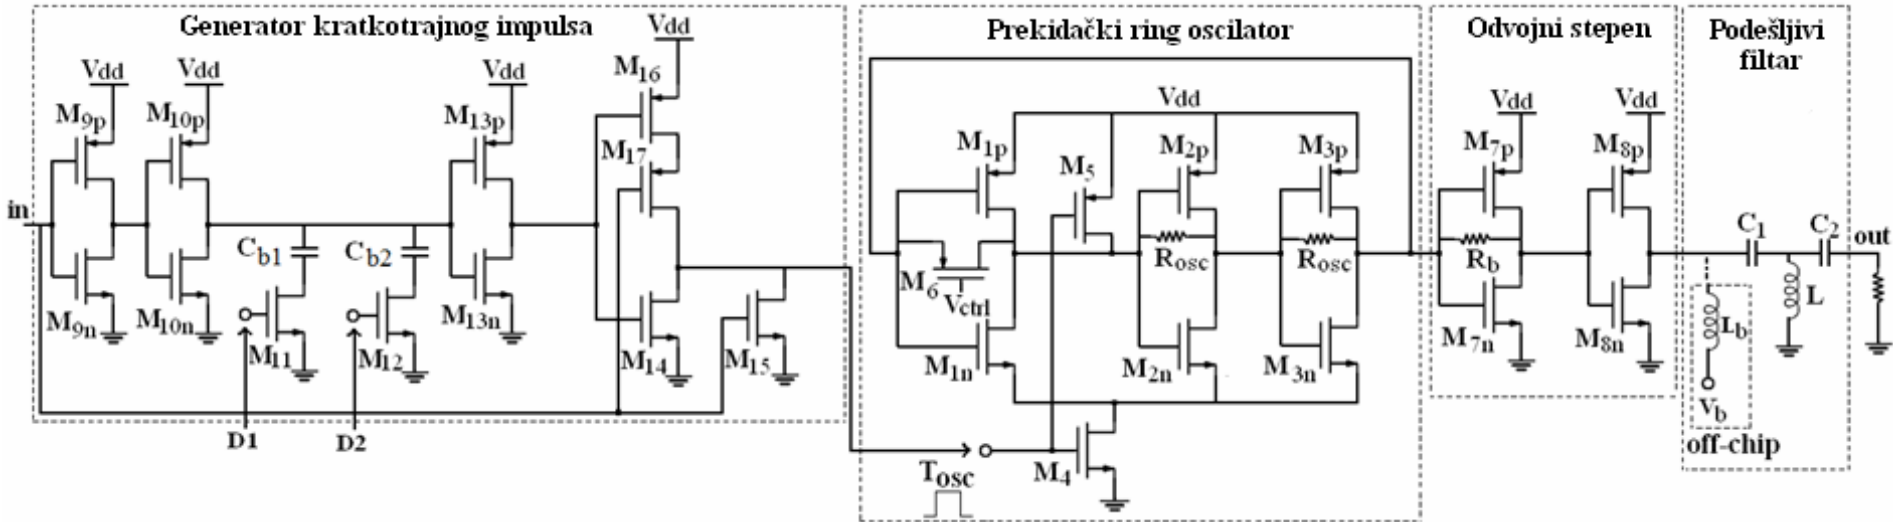 Generator kratkotrajnog impulsa
Vdd
Vdd
Vdd
Vdd
M9p
M10p
M13p
M16
M17
in
Cb1
Cb2
M9n
M10n
M11
M12
M13n
M14
M15
D1
D2
Prekidački ring oscilator
Vdd
M1p
M5
M2p
M3p
Rosc
Rosc
M6
Vctrl
M1n
M2n
M3n
M4
Tosc
Odvojni stepen
Vdd
Vdd
M7p
M8p
Rb
M7n
M8n
Podešljivi
filtar
C1
C2
out
L
Lb
Vb
off-chip